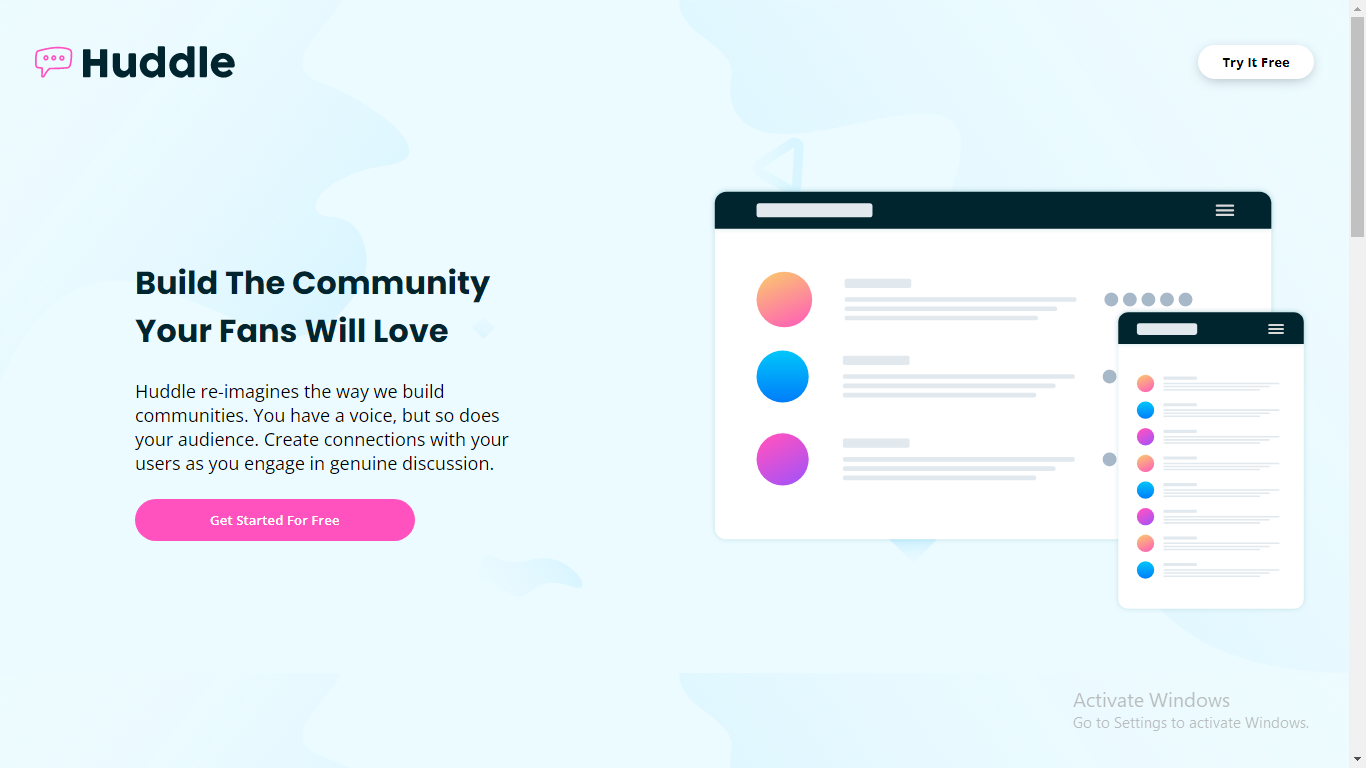 Huddle
Try It Free
Build The Community
Your Fans Will Love
Huddle re-imagines the way we build
communities. You have a voice, but so does
your audience. Create connections with your
users as you engage in genuine discussion.
Get Started For Free
Activate Windows
Go to Settings to activate Windows.